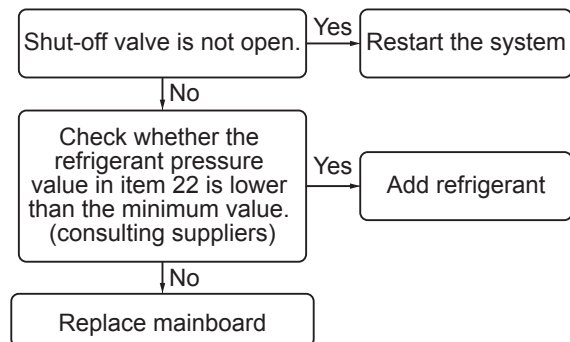 Shut-off valve is not open.
Yes
Restart the system
No
Check whether the
refrigerant pressure
value in item 22 is lower
than the minimum value.
(consulting suppliers)
Yes
Add refrigerant
No
Replace mainboard